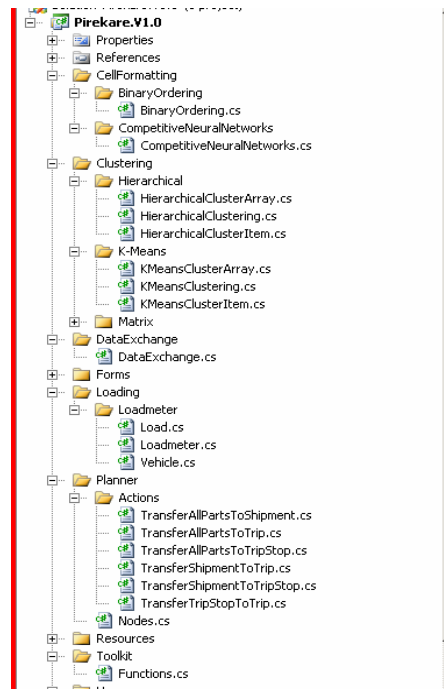 Pirekare.V1.0
Properties
References
CellFormatting
BinaryOrdering
BinaryOrdering.cs
CompetitiveNeuralNetworks
CompetitiveNeuralNetworks.cs
Clustering
Hierarchical
HierarchicalClusterArray.cs
HierarchicalClustering.cs
HierarchicalClusterItem.cs
K-Means
KMeansClusterArray.cs
KMeansClustering.cs
KMeansClusterItem.cs
Matrix
DataExchange
DataExchange.cs
Forms
Loading
Loadmeter
Load.cs
Loadmeter.cs
Vehicle.cs
Planner
Actions
TransferAllPartsToShipment.cs
TransferAllPartsToTrip.cs
TransferAllPartsToTripStop.cs
TransferShipmentToTrip.cs
TransferShipmentToTripStop.cs
TransferTripStopToTrip.cs
Nodes.cs
Resources
Toolkit
Functions.cs